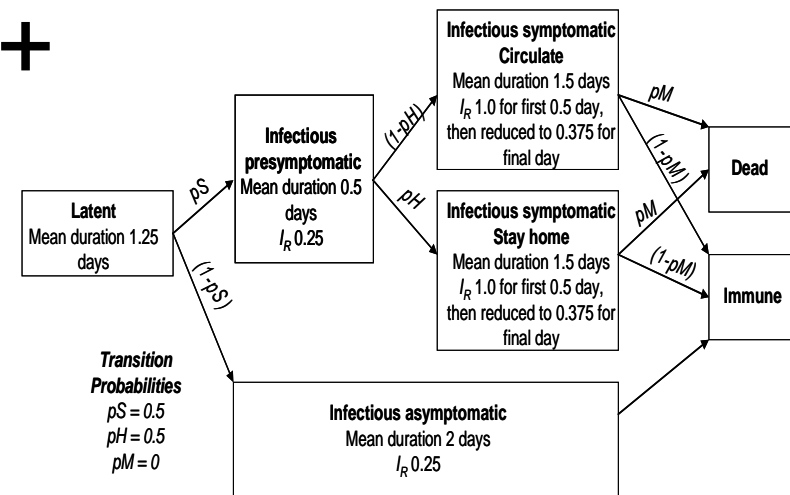 +
Latent
Mean duration 1.25
days
pS
(1-pS)
Infectious
presymptomatic
Mean duration 0.5
days
I_R 0.25
(1-pH)
pH
Infectious symptomatic
Circulate
Mean duration 1.5 days
I_R 1.0 for first 0.5 day,
then reduced to 0.375 for
final day
Infectious symptomatic
Stay home
Mean duration 1.5 days
I_R 1.0 for first 0.5 day,
then reduced to 0.375 for
final day
pM
(1-pM)
pM
(1-pM)
Dead
Immune
Transition
Probabilities
pS = 0.5
pH = 0.5
pM = 0
Infectious asymptomatic
Mean duration 2 days
I_R 0.25